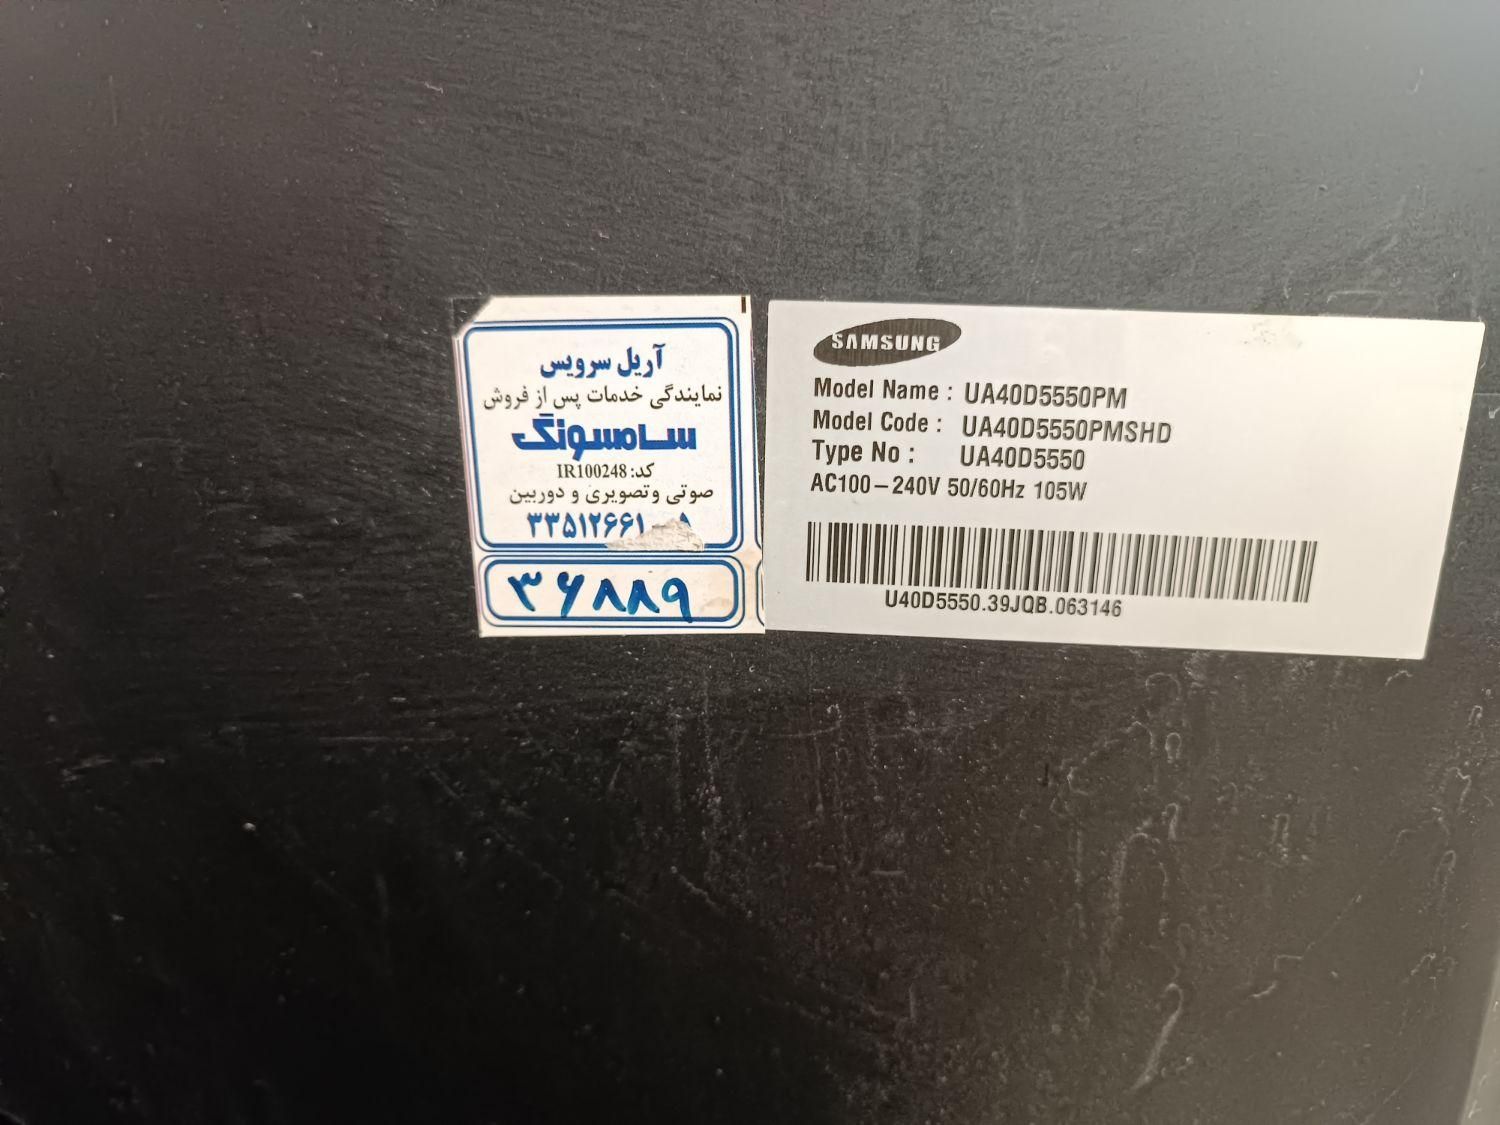 آریل سرویس
نمایندگی خدمات پس از فروش
سامسونگ
کد: IR100248
صوتی وتصویری و دوربین
۳۳۵۱۲۶۶۱
۳۶۸۸۹
SAMSUNG
Model Name : UA40D5550PM
Model Code : UA40D5550PMSHD
Type No : UA40D5550
AC100-240V 50/60Hz 105W
U40D5550.39JQB.063146